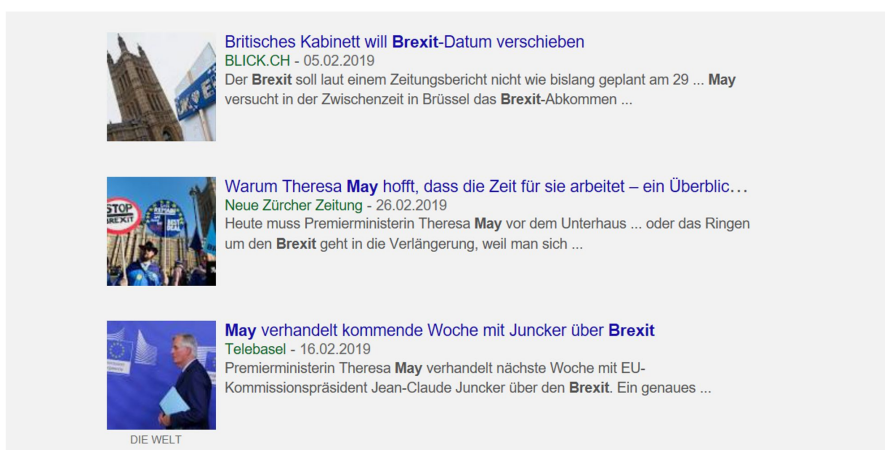 Britisches Kabinett will Brexit-Datum verschieben
BLICK.CH - 05.02.2019
Der Brexit soll laut einem Zeitungsbericht nicht wie bislang geplant am 29 ... May
versucht in der Zwischenzeit in Brüssel das Brexit-Abkommen ...
STOP
BREXIT
Warum Theresa May hofft, dass die Zeit für sie arbeitet – ein Überblic…
Neue Zürcher Zeitung - 26.02.2019
Heute muss Premierministerin Theresa May vor dem Unterhaus ... oder das Ringen
um den Brexit geht in die Verlängerung, weil man sich ...
May verhandelt kommende Woche mit Juncker über Brexit
Telebasel - 16.02.2019
Premierministerin Theresa May verhandelt nächste Woche mit EU-
Kommissionspräsident Jean-Claude Juncker über den Brexit. Ein genaues ...
DIE WELT